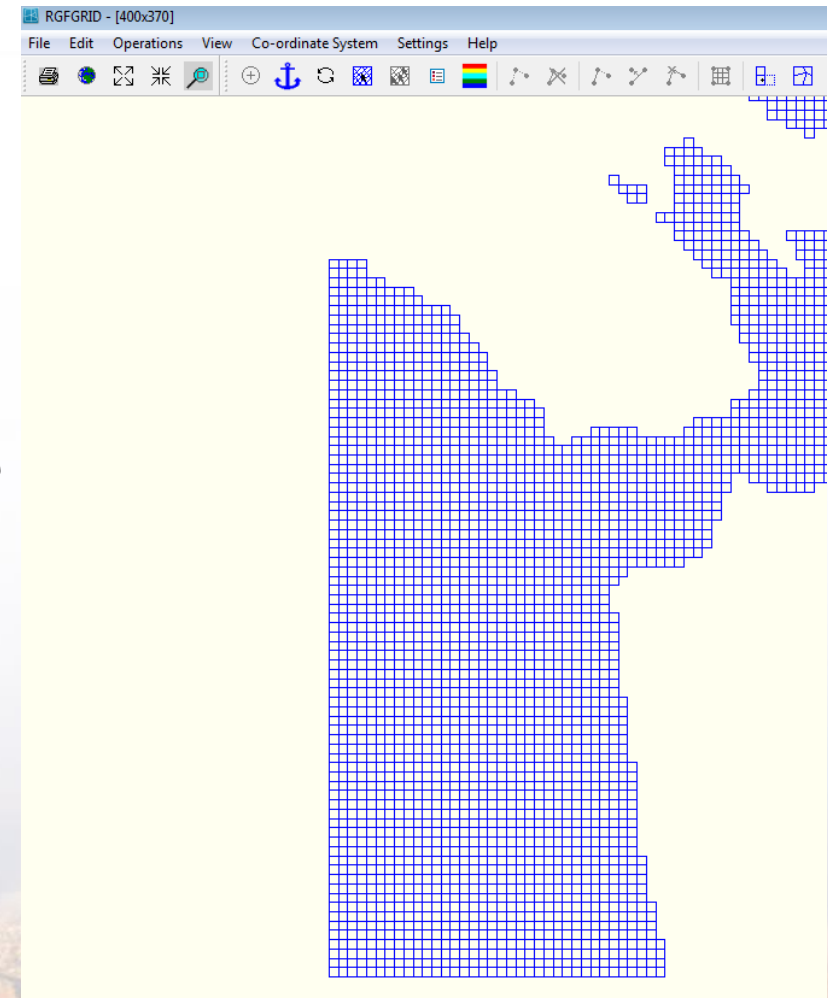 RGFGRID - [400x370]
File Edit Operations View Co-ordinate System Settings Help